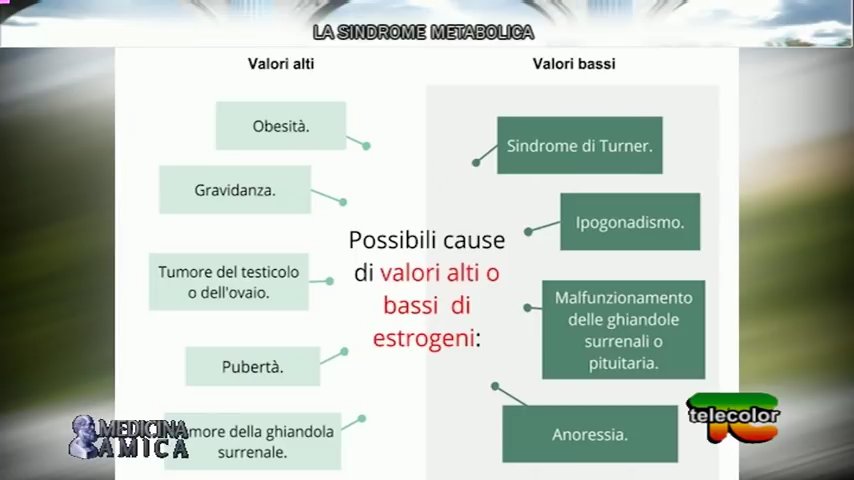 LA SINDROME METABOLICA
Valori alti
Valori bassi
Obesità.
Gravidanza.
Tumore del testicolo
o dell'ovaio.
Pubertà.
della ghiandola
surrenale.
Possibili cause
di valori alti o
bassi di
estrogeni:
Sindrome di Turner.
Ipogonadismo.
Malfunzionamento
delle ghiandole
surrenali o
pituitaria.
Anoressia.
MEDICINA
AMICA
telecolor